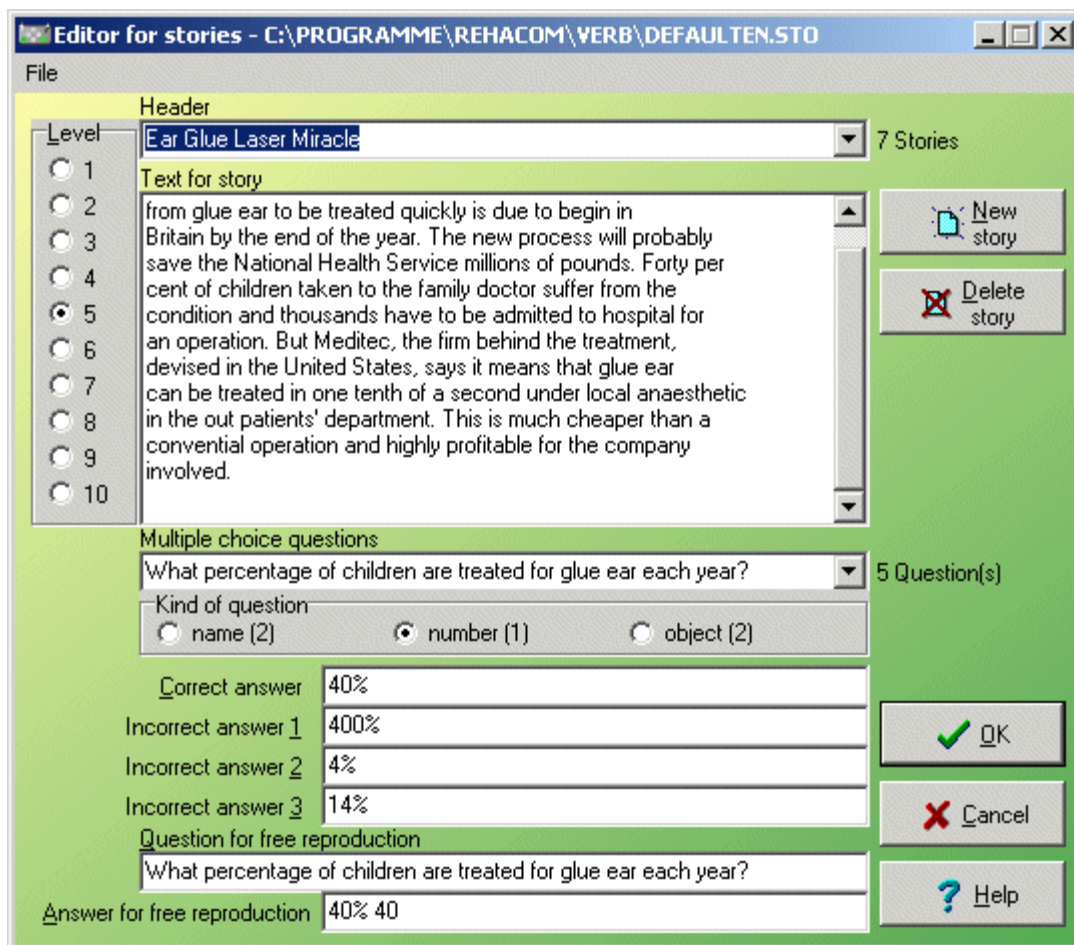 Editor for stories - C:\PROGRAMME\REHACOM\VERB\DEFAULTEN.STO
File
Header
Level
Ear Glue Laser Miracle
7 Stories
1
2
3
4
5
6
7
8
9
10
Text for story
from glue ear to be treated quickly is due to begin in
Britain by the end of the year. The new process will probably
save the National Health Service millions of pounds. Forty per
cent of children taken to the family doctor suffer from the
condition and thousands have to be admitted to hospital for
an operation. But Meditec, the firm behind the treatment,
devised in the United States, says it means that glue ear
can be treated in one tenth of a second under local anaesthetic
in the out patients' department. This is much cheaper than a
convential operation and highly profitable for the company
involved.
New
story
Delete
story
Multiple choice questions
What percentage of children are treated for glue ear each year?
5 Question(s)
Kind of question
name (2) number (1) object (2)
Correct answer 40%
Incorrect answer 1 400%
Incorrect answer 2 4%
Incorrect answer 3 14%
Question for free reproduction
What percentage of children are treated for glue ear each year?
Answer for free reproduction 40% 40
OK
Cancel
Help